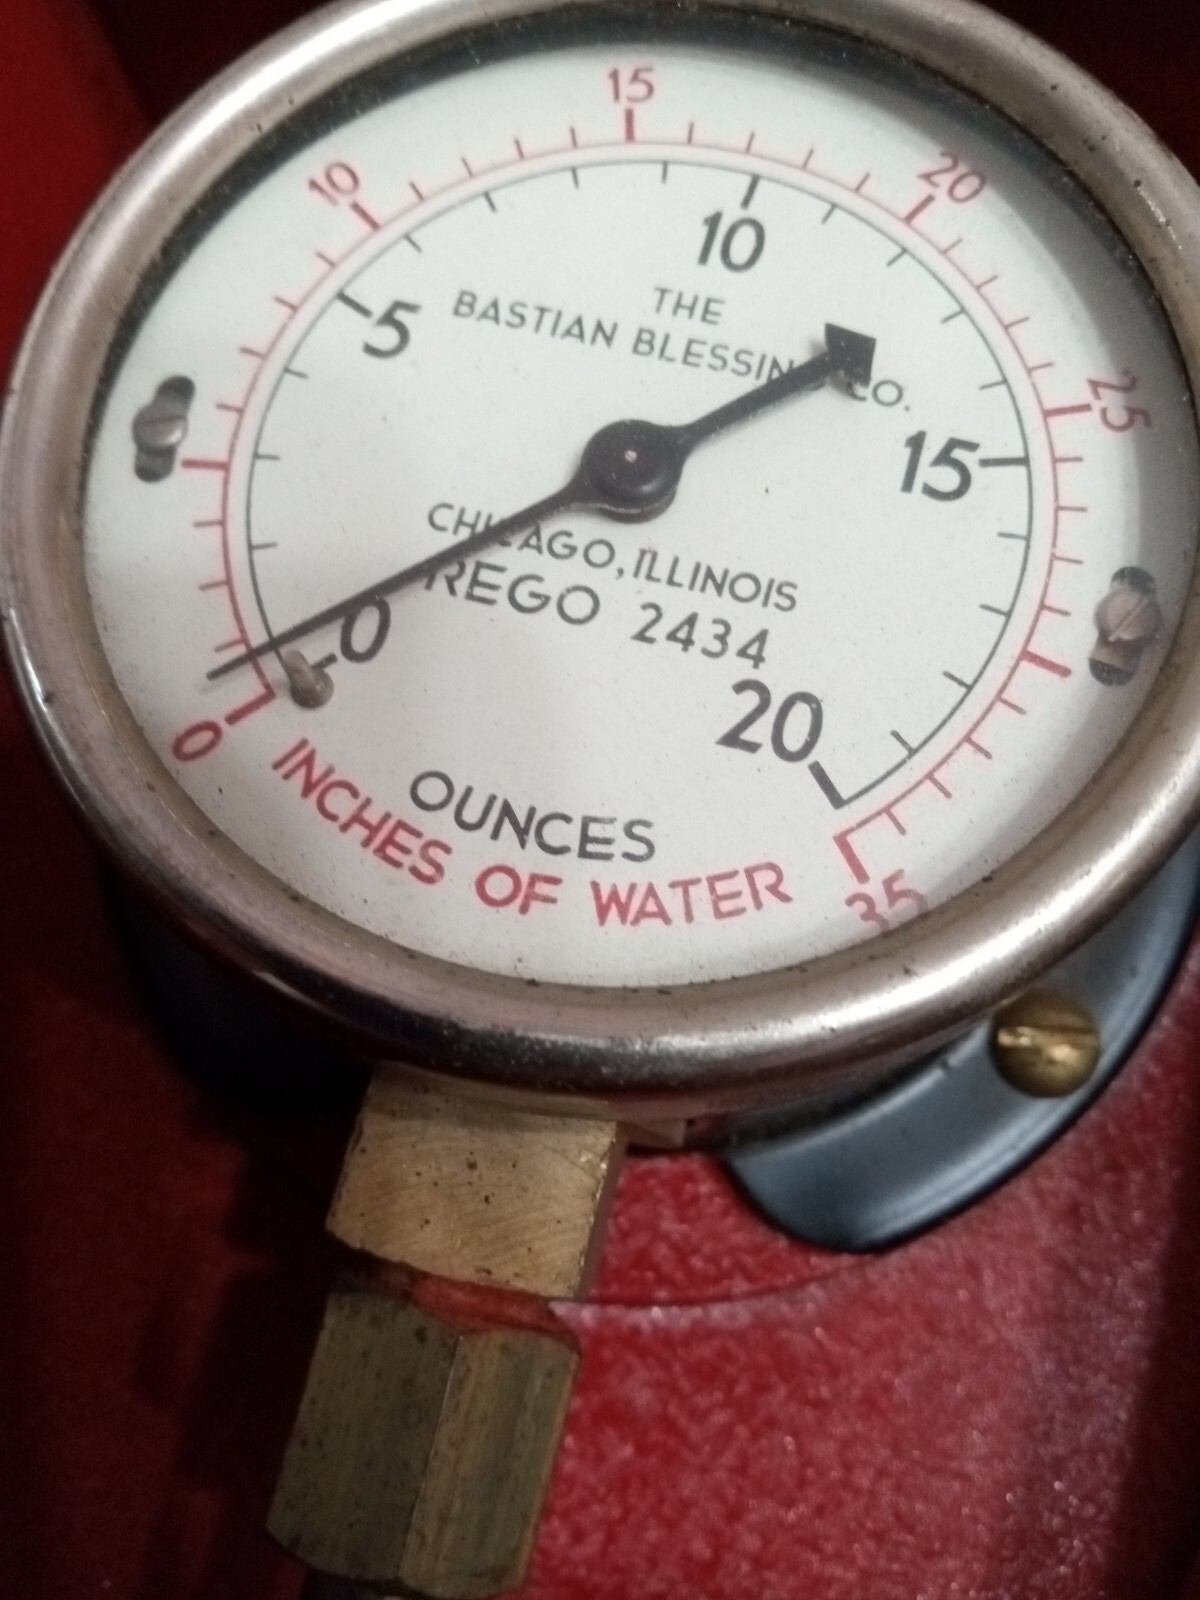 15
10
20
10
5
THE
BASTIAN BLESSING CO.
25
15
CHICAGO, ILLINOIS
REGO 2434
0
20
0
OUNCES
INCHES OF WATER
35